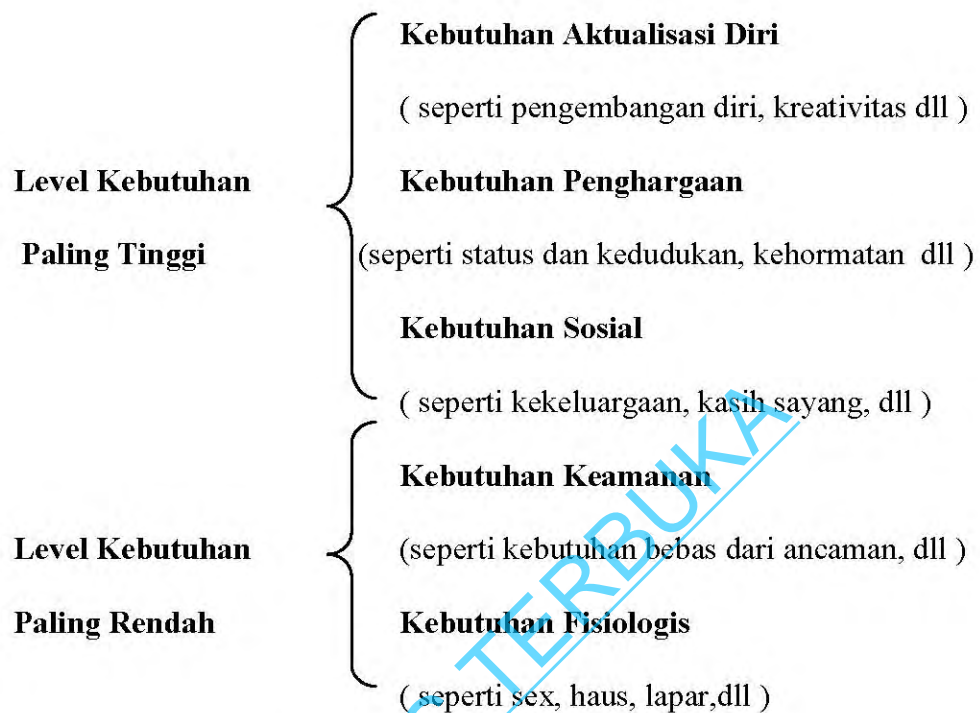 Kebutuhan Aktualisasi Diri
( seperti pengembangan diri, kreativitas dll )
Level Kebutuhan Kebutuhan Penghargaan
Paling Tinggi (seperti status dan kedudukan, kehormatan dll )
Kebutuhan Sosial
( seperti kekeluargaan, kasih sayang, dll )
Kebutuhan Keamanan
Level Kebutuhan (seperti kebutuhan bebas dari ancaman, dll )
Paling Rendah Kebutuhan Fisiologis
( seperti sex, haus, lapar,dll )
TERBUKA